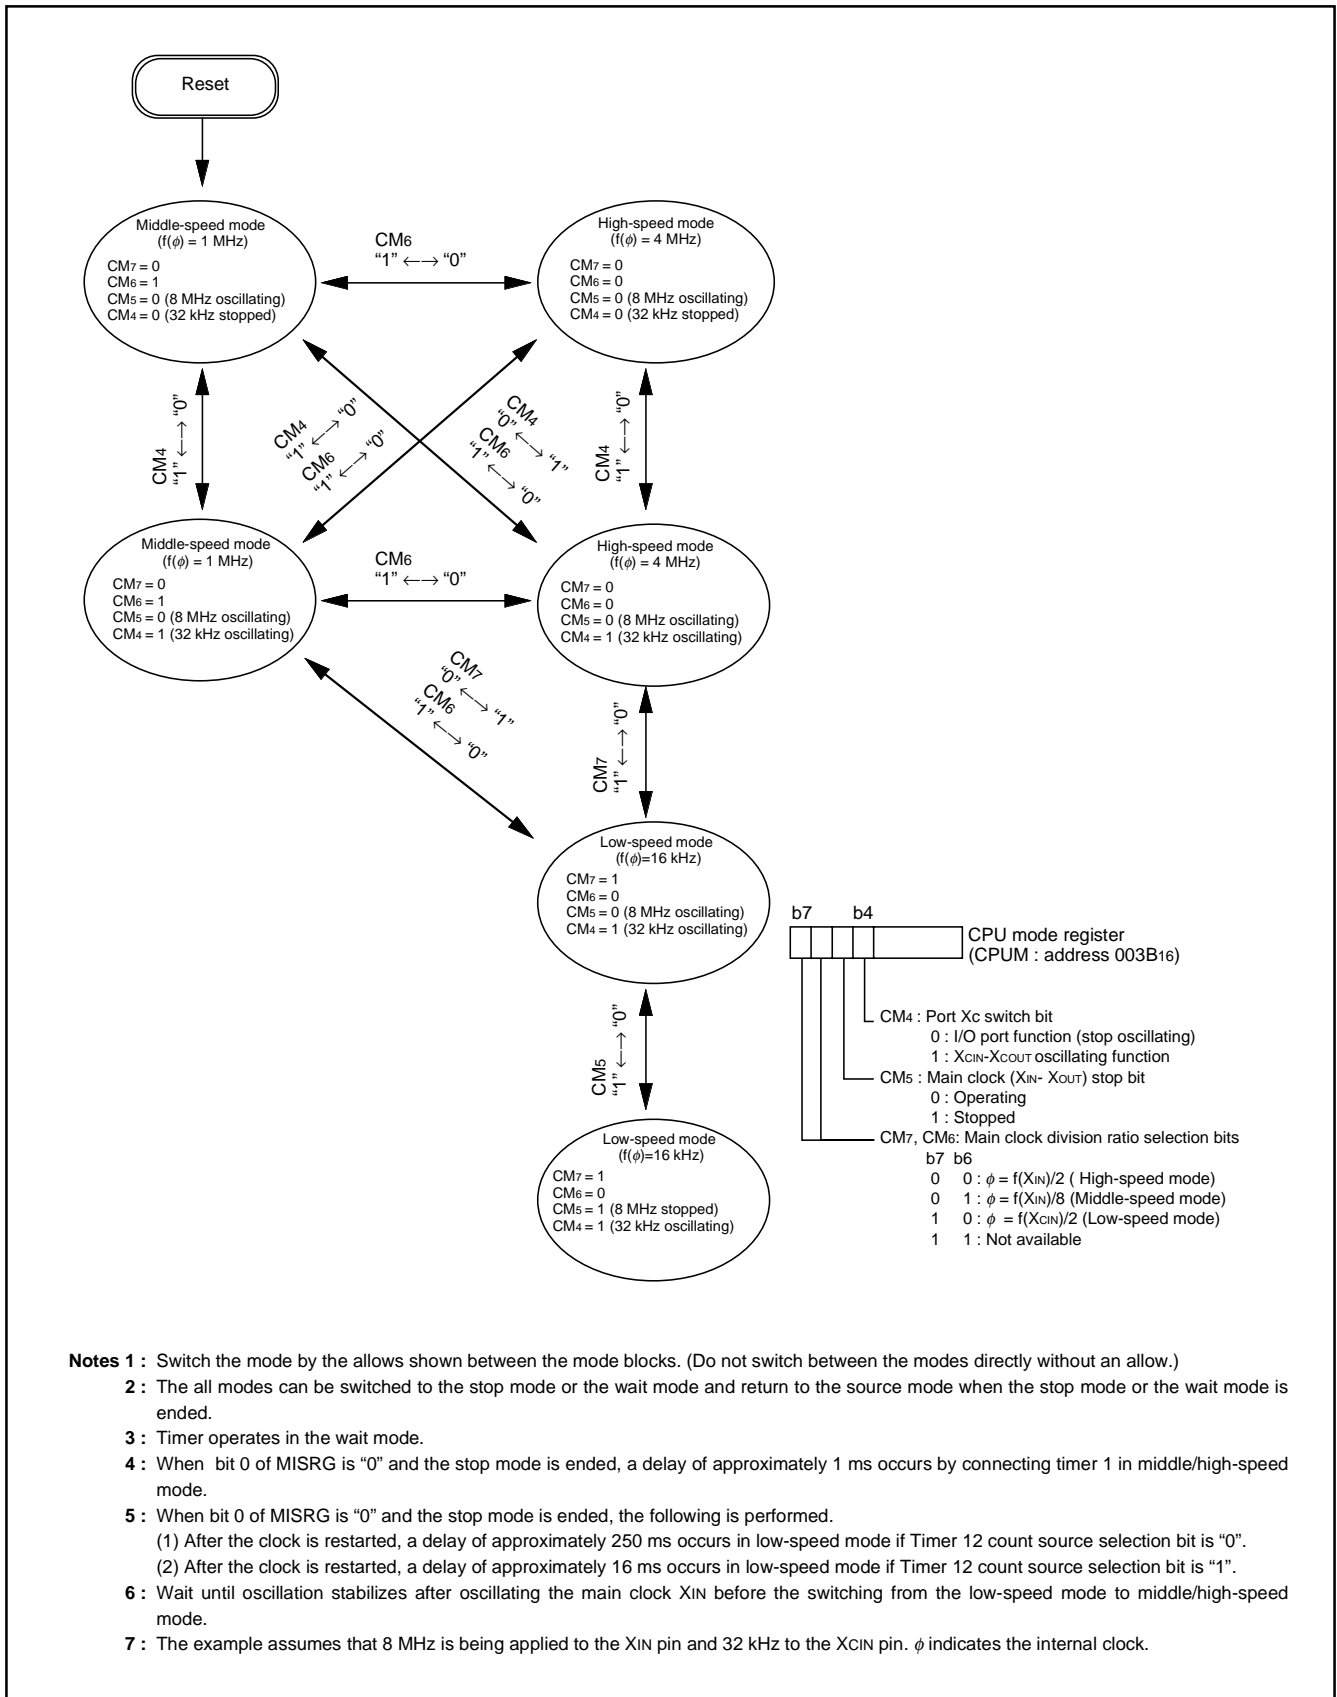 Reset
Middle-speed mode
(f(ϕ) = 1 MHz)
CM7 = 0
CM6 = 1
CM5 = 0 (8 MHz oscillating)
CM4 = 0 (32 kHz stopped)
CM6
“1” ←→ “0”
High-speed mode
(f(ϕ) = 4 MHz)
CM7 = 0
CM6 = 0
CM5 = 0 (8 MHz oscillating)
CM4 = 0 (32 kHz stopped)
CM4
“1” ←→ “0”
CM4
“1” ←→ “0”
CM6
“1” ←→ “0”
CM4
“0” ←→ “1”
CM6
“1” ←→ “0”
CM4
“1” ←→ “0”
Middle-speed mode
(f(ϕ) = 1 MHz)
CM7 = 0
CM6 = 1
CM5 = 0 (8 MHz oscillating)
CM4 = 1 (32 kHz oscillating)
CM6
“1” ←→ “0”
High-speed mode
(f(ϕ) = 4 MHz)
CM7 = 0
CM6 = 0
CM5 = 0 (8 MHz oscillating)
CM4 = 1 (32 kHz oscillating)
CM7
“0” ←→ “1”
CM6
“1” ←→ “0”
CM7
“1” ←→ “0”
Low-speed mode
(f(ϕ)=16 kHz)
CM7 = 1
CM6 = 0
CM5 = 0 (8 MHz oscillating)
CM4 = 1 (32 kHz oscillating)
CM5
“1” ←→ “0”
Low-speed mode
(f(ϕ)=16 kHz)
CM7 = 1
CM6 = 0
CM5 = 1 (8 MHz stopped)
CM4 = 1 (32 kHz oscillating)
b7 b4
CPU mode register
(CPUM : address 003B16)
CM4 : Port Xc switch bit
0 : I/O port function (stop oscillating)
1 : XCIN-XCOUT oscillating function
CM5 : Main clock (XIN- XOUT) stop bit
0 : Operating
1 : Stopped
CM7, CM6: Main clock division ratio selection bits
b7 b6
0 0 : ϕ = f(XIN)/2 ( High-speed mode)
0 1 : ϕ = f(XIN)/8 (Middle-speed mode)
1 0 : ϕ = f(XCIN)/2 (Low-speed mode)
1 1 : Not available
Notes 1 : Switch the mode by the allows shown between the mode blocks. (Do not switch between the modes directly without an allow.)
2 : The all modes can be switched to the stop mode or the wait mode and return to the source mode when the stop mode or the wait mode is
ended.
3 : Timer operates in the wait mode.
4 : When bit 0 of MISRG is “0” and the stop mode is ended, a delay of approximately 1 ms occurs by connecting timer 1 in middle/high-speed
mode.
5 : When bit 0 of MISRG is “0” and the stop mode is ended, the following is performed.
(1) After the clock is restarted, a delay of approximately 250 ms occurs in low-speed mode if Timer 12 count source selection bit is “0”.
(2) After the clock is restarted, a delay of approximately 16 ms occurs in low-speed mode if Timer 12 count source selection bit is “1”.
6 : Wait until oscillation stabilizes after oscillating the main clock XIN before the switching from the low-speed mode to middle/high-speed
mode.
7 : The example assumes that 8 MHz is being applied to the XIN pin and 32 kHz to the XCIN pin. ϕ indicates the internal clock.